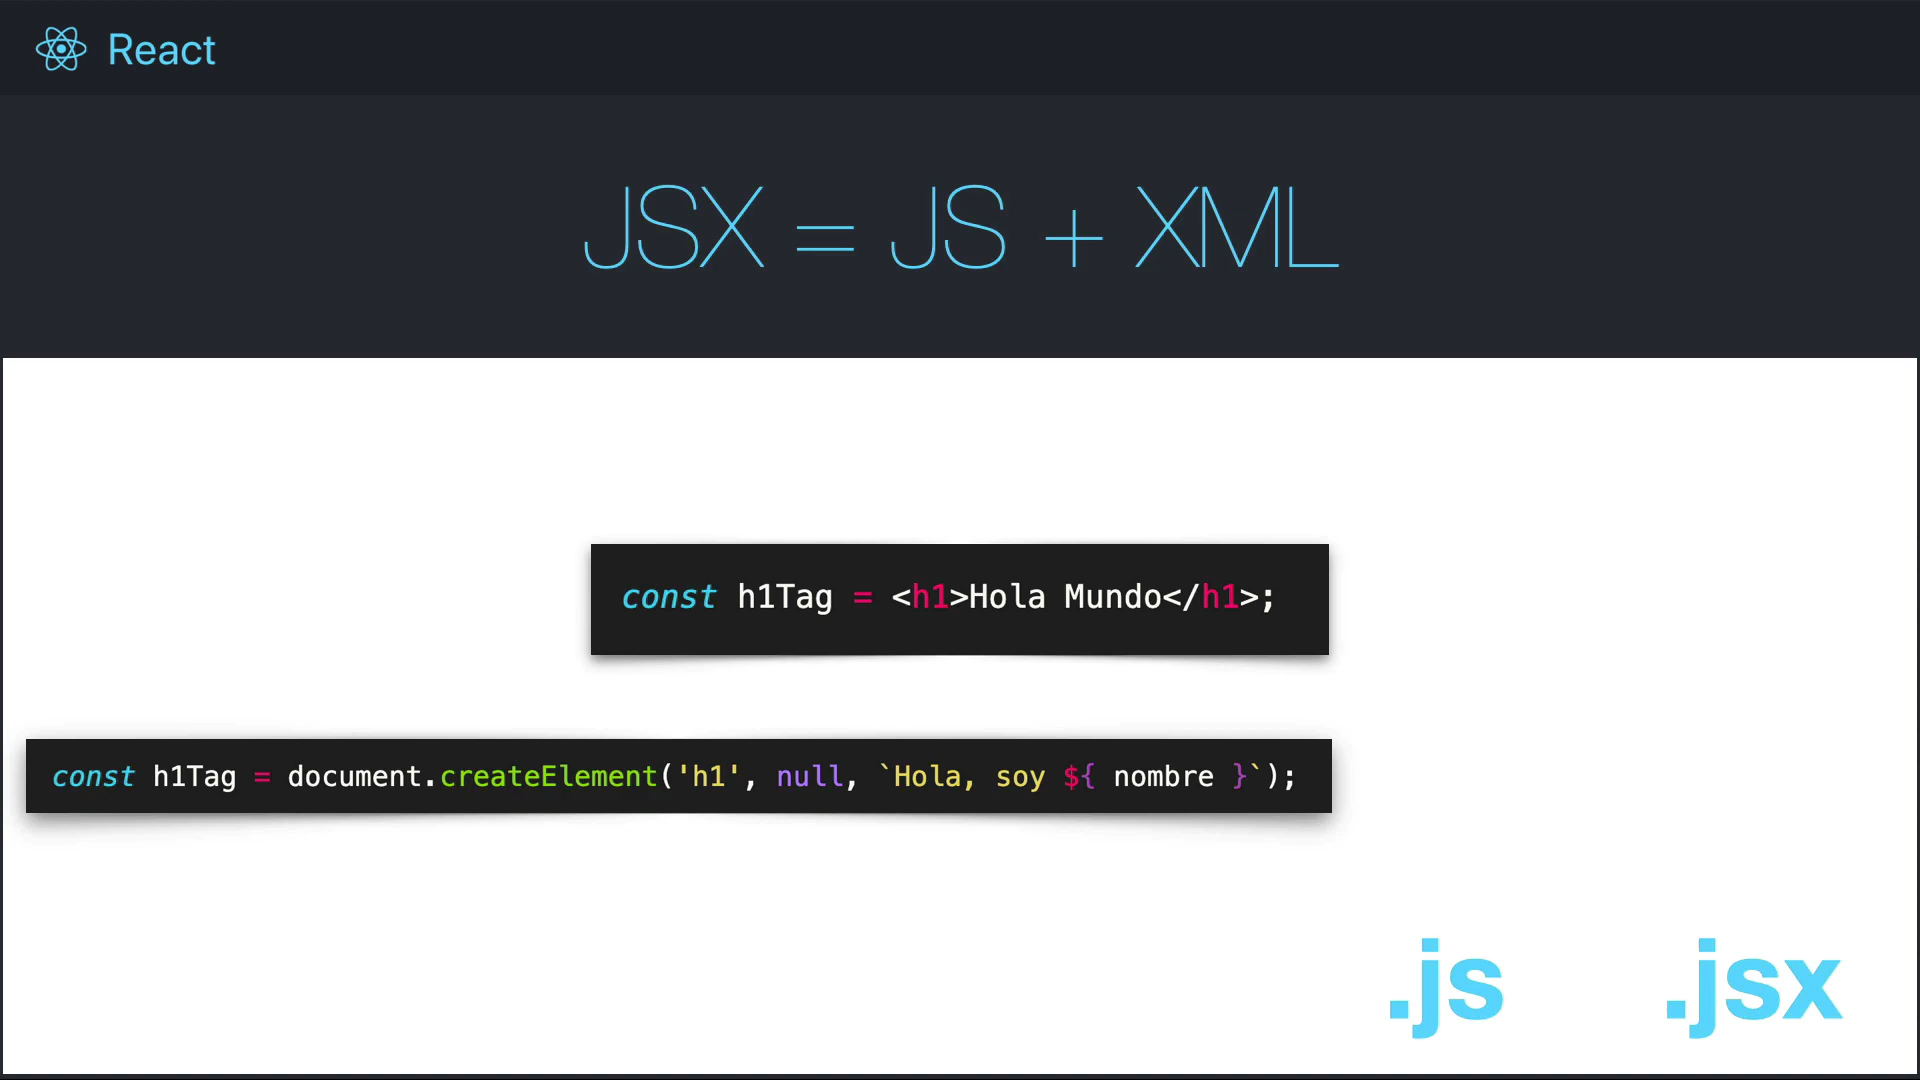 React
JSX = JS + XML
const h1Tag = <h1>Hola Mundo</h1>;
const h1Tag = document.createElement('h1', null, `Hola, soy ${ nombre }`);
.js .jsx